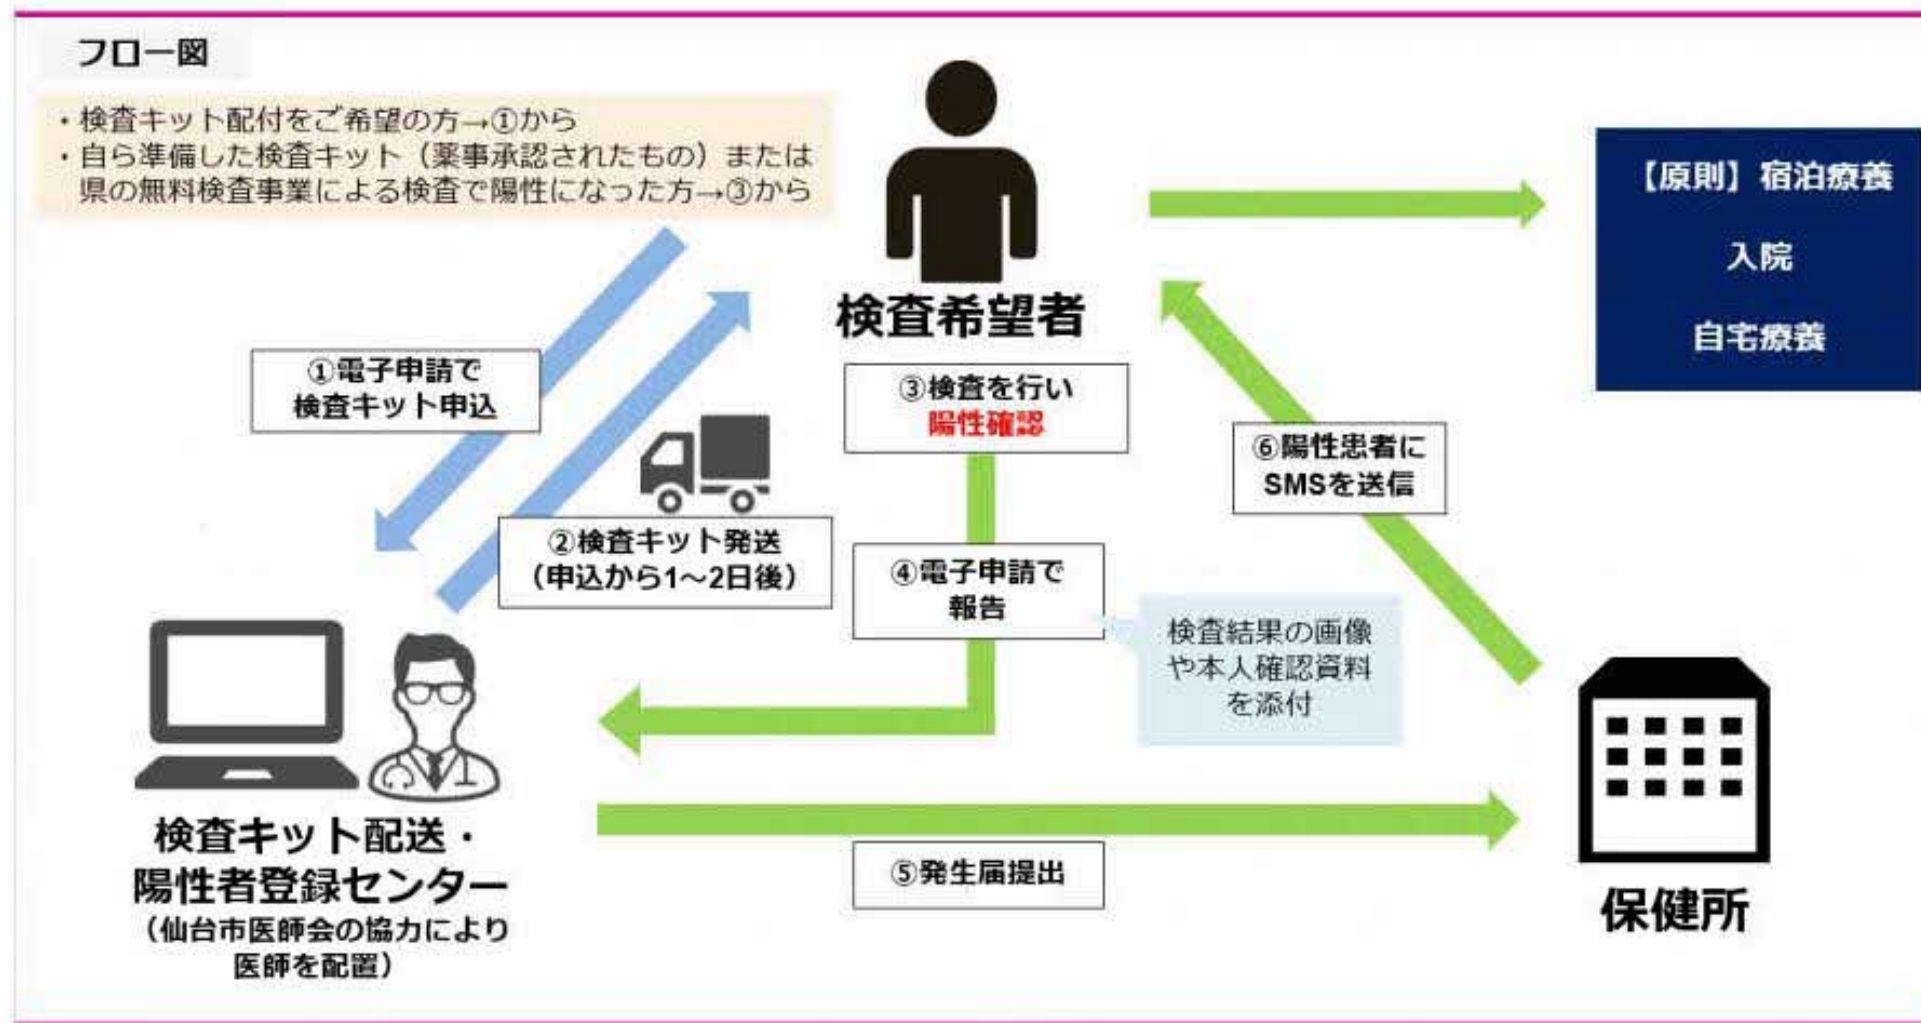 フロー図
・検査キット配付をご希望の方→①から
・自ら準備した検査キット（薬事承認されたもの）または
県の無料検査事業による検査で陽性になった方→③から
検査希望者
【原則】宿泊療養
入院
自宅療養
①電子申請で
検査キット申込
②検査キット発送
（申込から1～2日後）
③検査を行い
陽性確認
④電子申請で
報告
検査結果の画像
や本人確認資料
を添付
⑥陽性患者に
SMSを送信
検査キット配送・
陽性者登録センター
（仙台市医師会の協力により
医師を配置）
⑤発生届提出
保健所